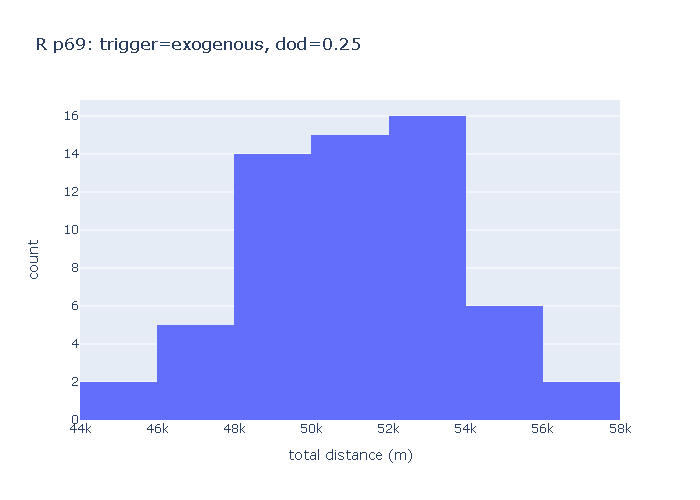 R p69: trigger=exogenous, dod=0.25
16
14
12
10
8
6
4
2
0
count
44k 46k 48k 50k 52k 54k 56k 58k
total distance (m)